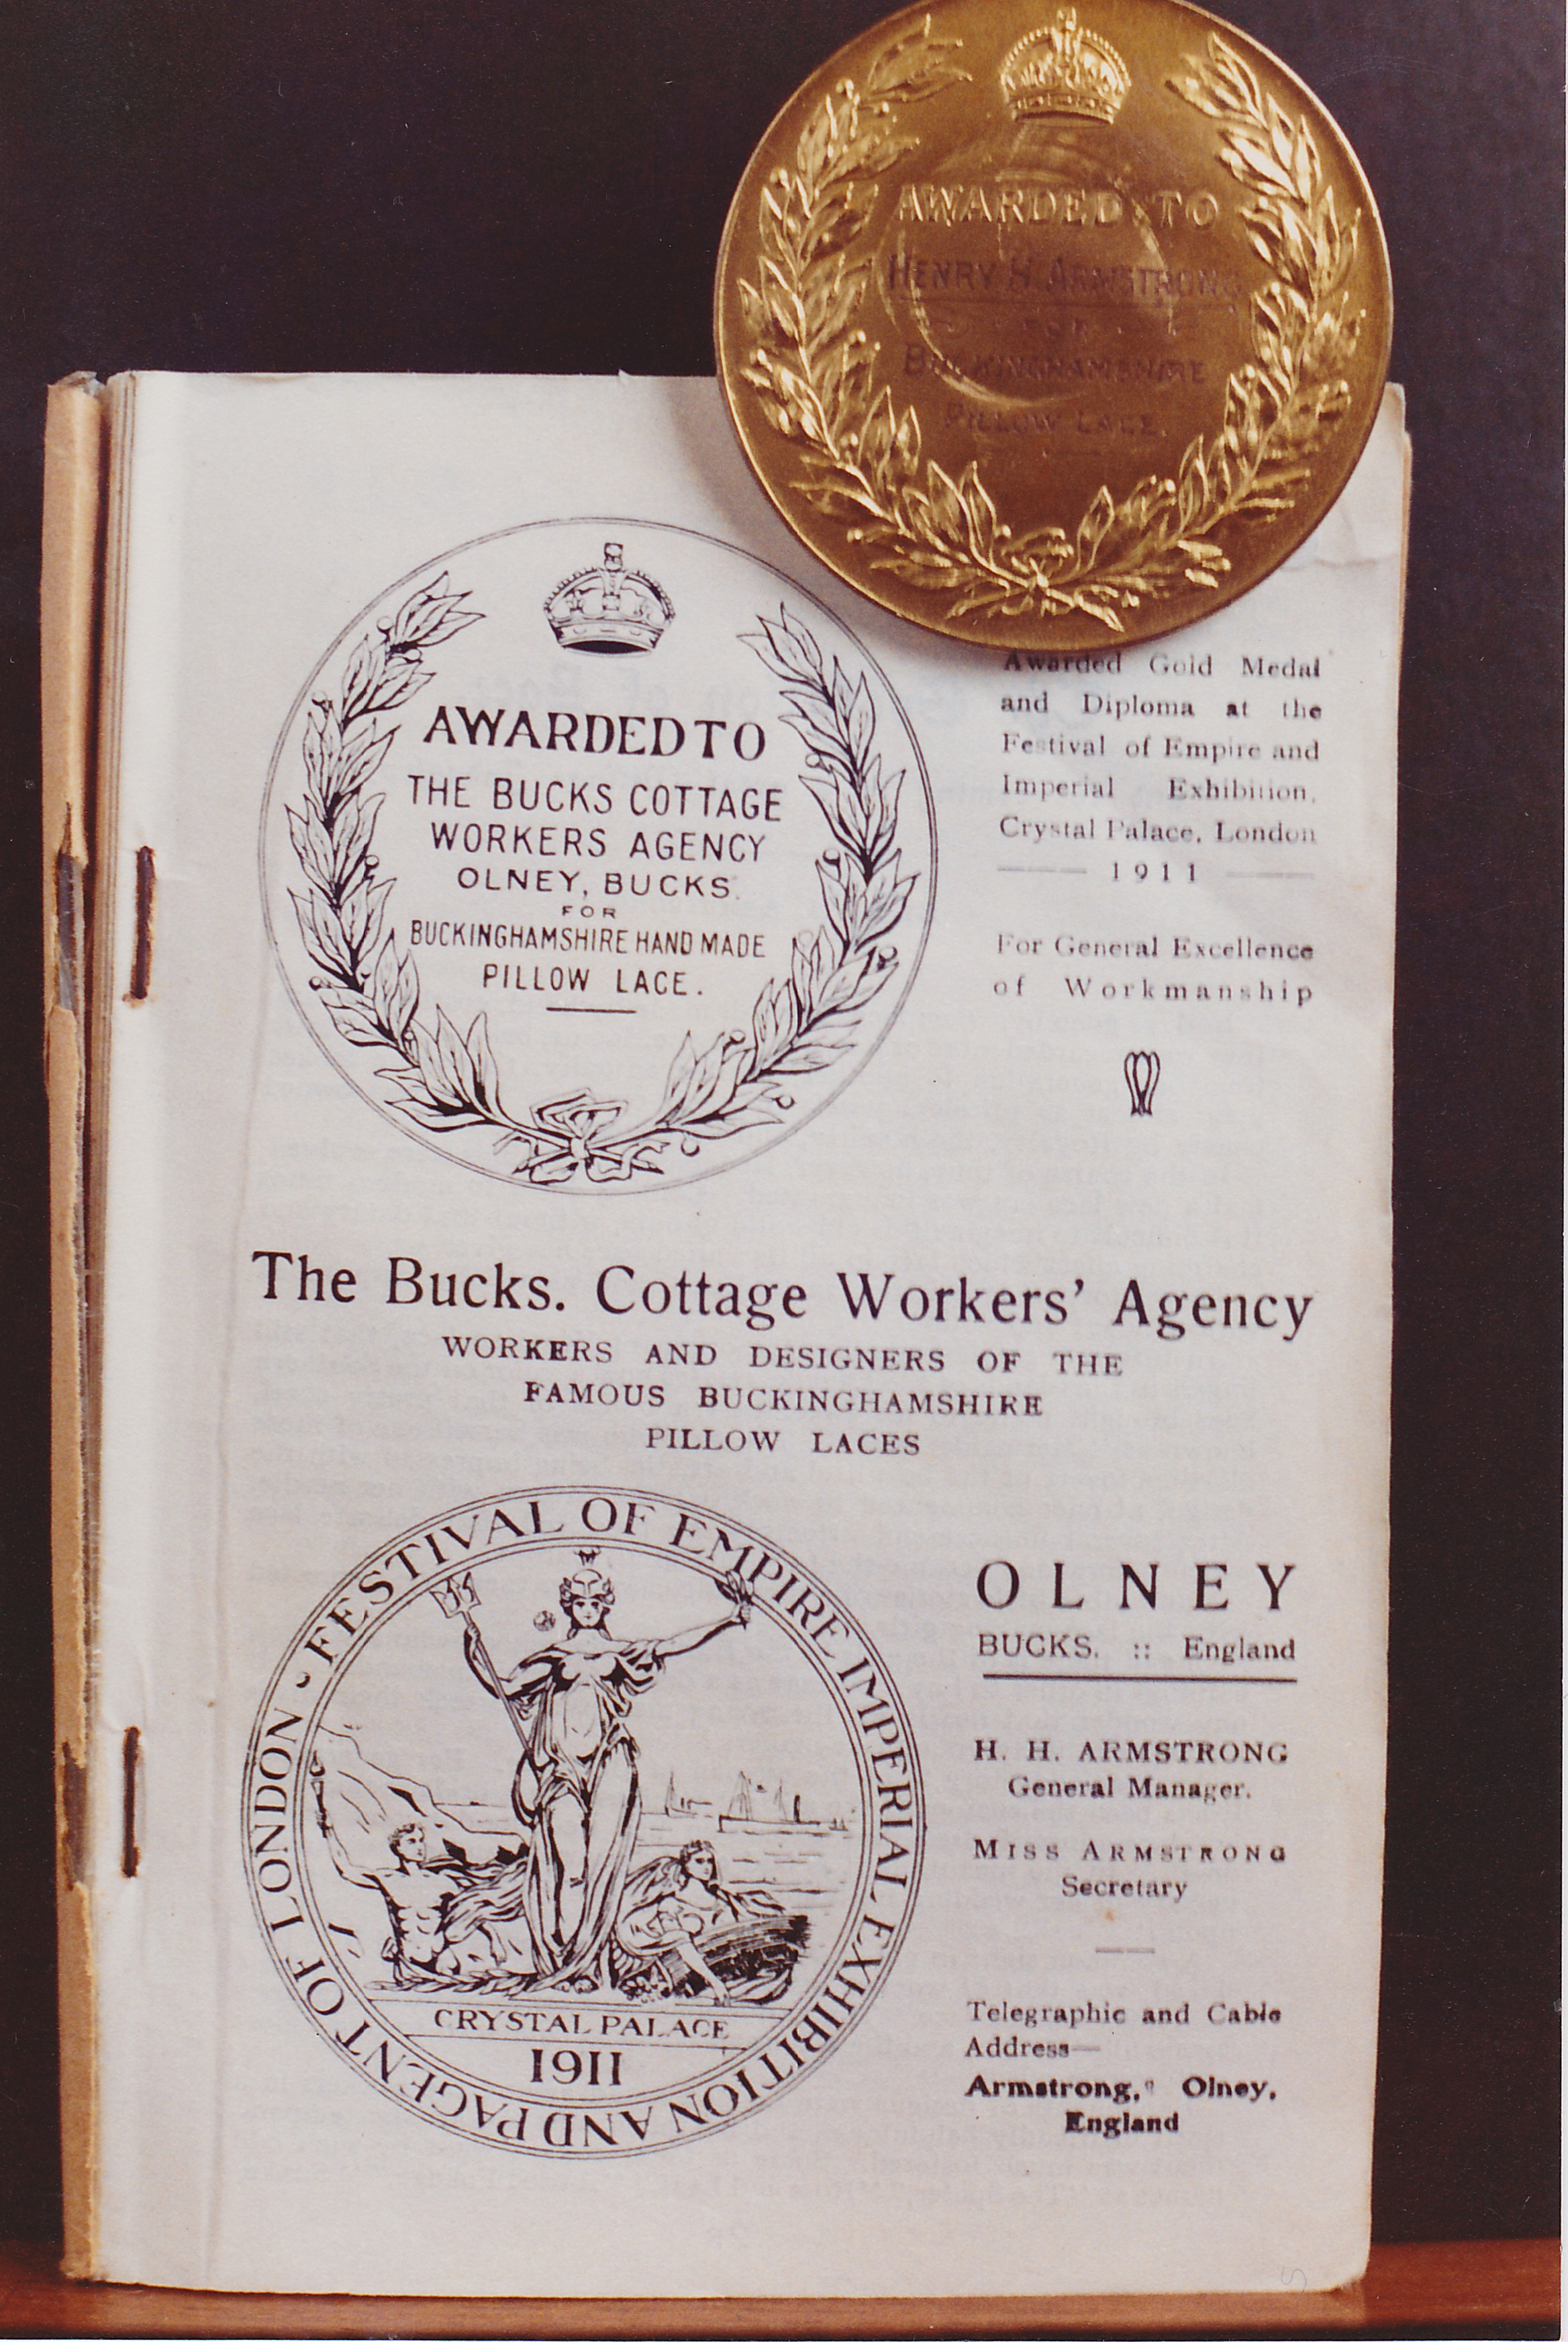 AWARDED TO
HENRY H. ARMSTRONG
FOR
BUCKINGHAMSHIRE
PILLOW LACE.
AWARDED TO
THE BUCKS COTTAGE
WORKERS AGENCY
OLNEY, BUCKS.
FOR
BUCKINGHAMSHIRE HAND MADE
PILLOW LACE.
Awarded Gold Medal
and Diploma at the
Festival of Empire and
Imperial Exhibition,
Crystal Palace, London
1911
For General Excellence
of Workmanship
The Bucks. Cottage Workers' Agency
WORKERS AND DESIGNERS OF THE
FAMOUS BUCKINGHAMSHIRE
PILLOW LACES
FESTIVAL OF EMPIRE IMPERIAL EXHIBITION AND PAGENT OF LONDON
CRYSTAL PALACE
1911
OLNEY
BUCKS. :: England
H. H. ARMSTRONG
General Manager.
MISS ARMSTRONG
Secretary
Telegraphic and Cable
Address—
Armstrong," Olney,
England